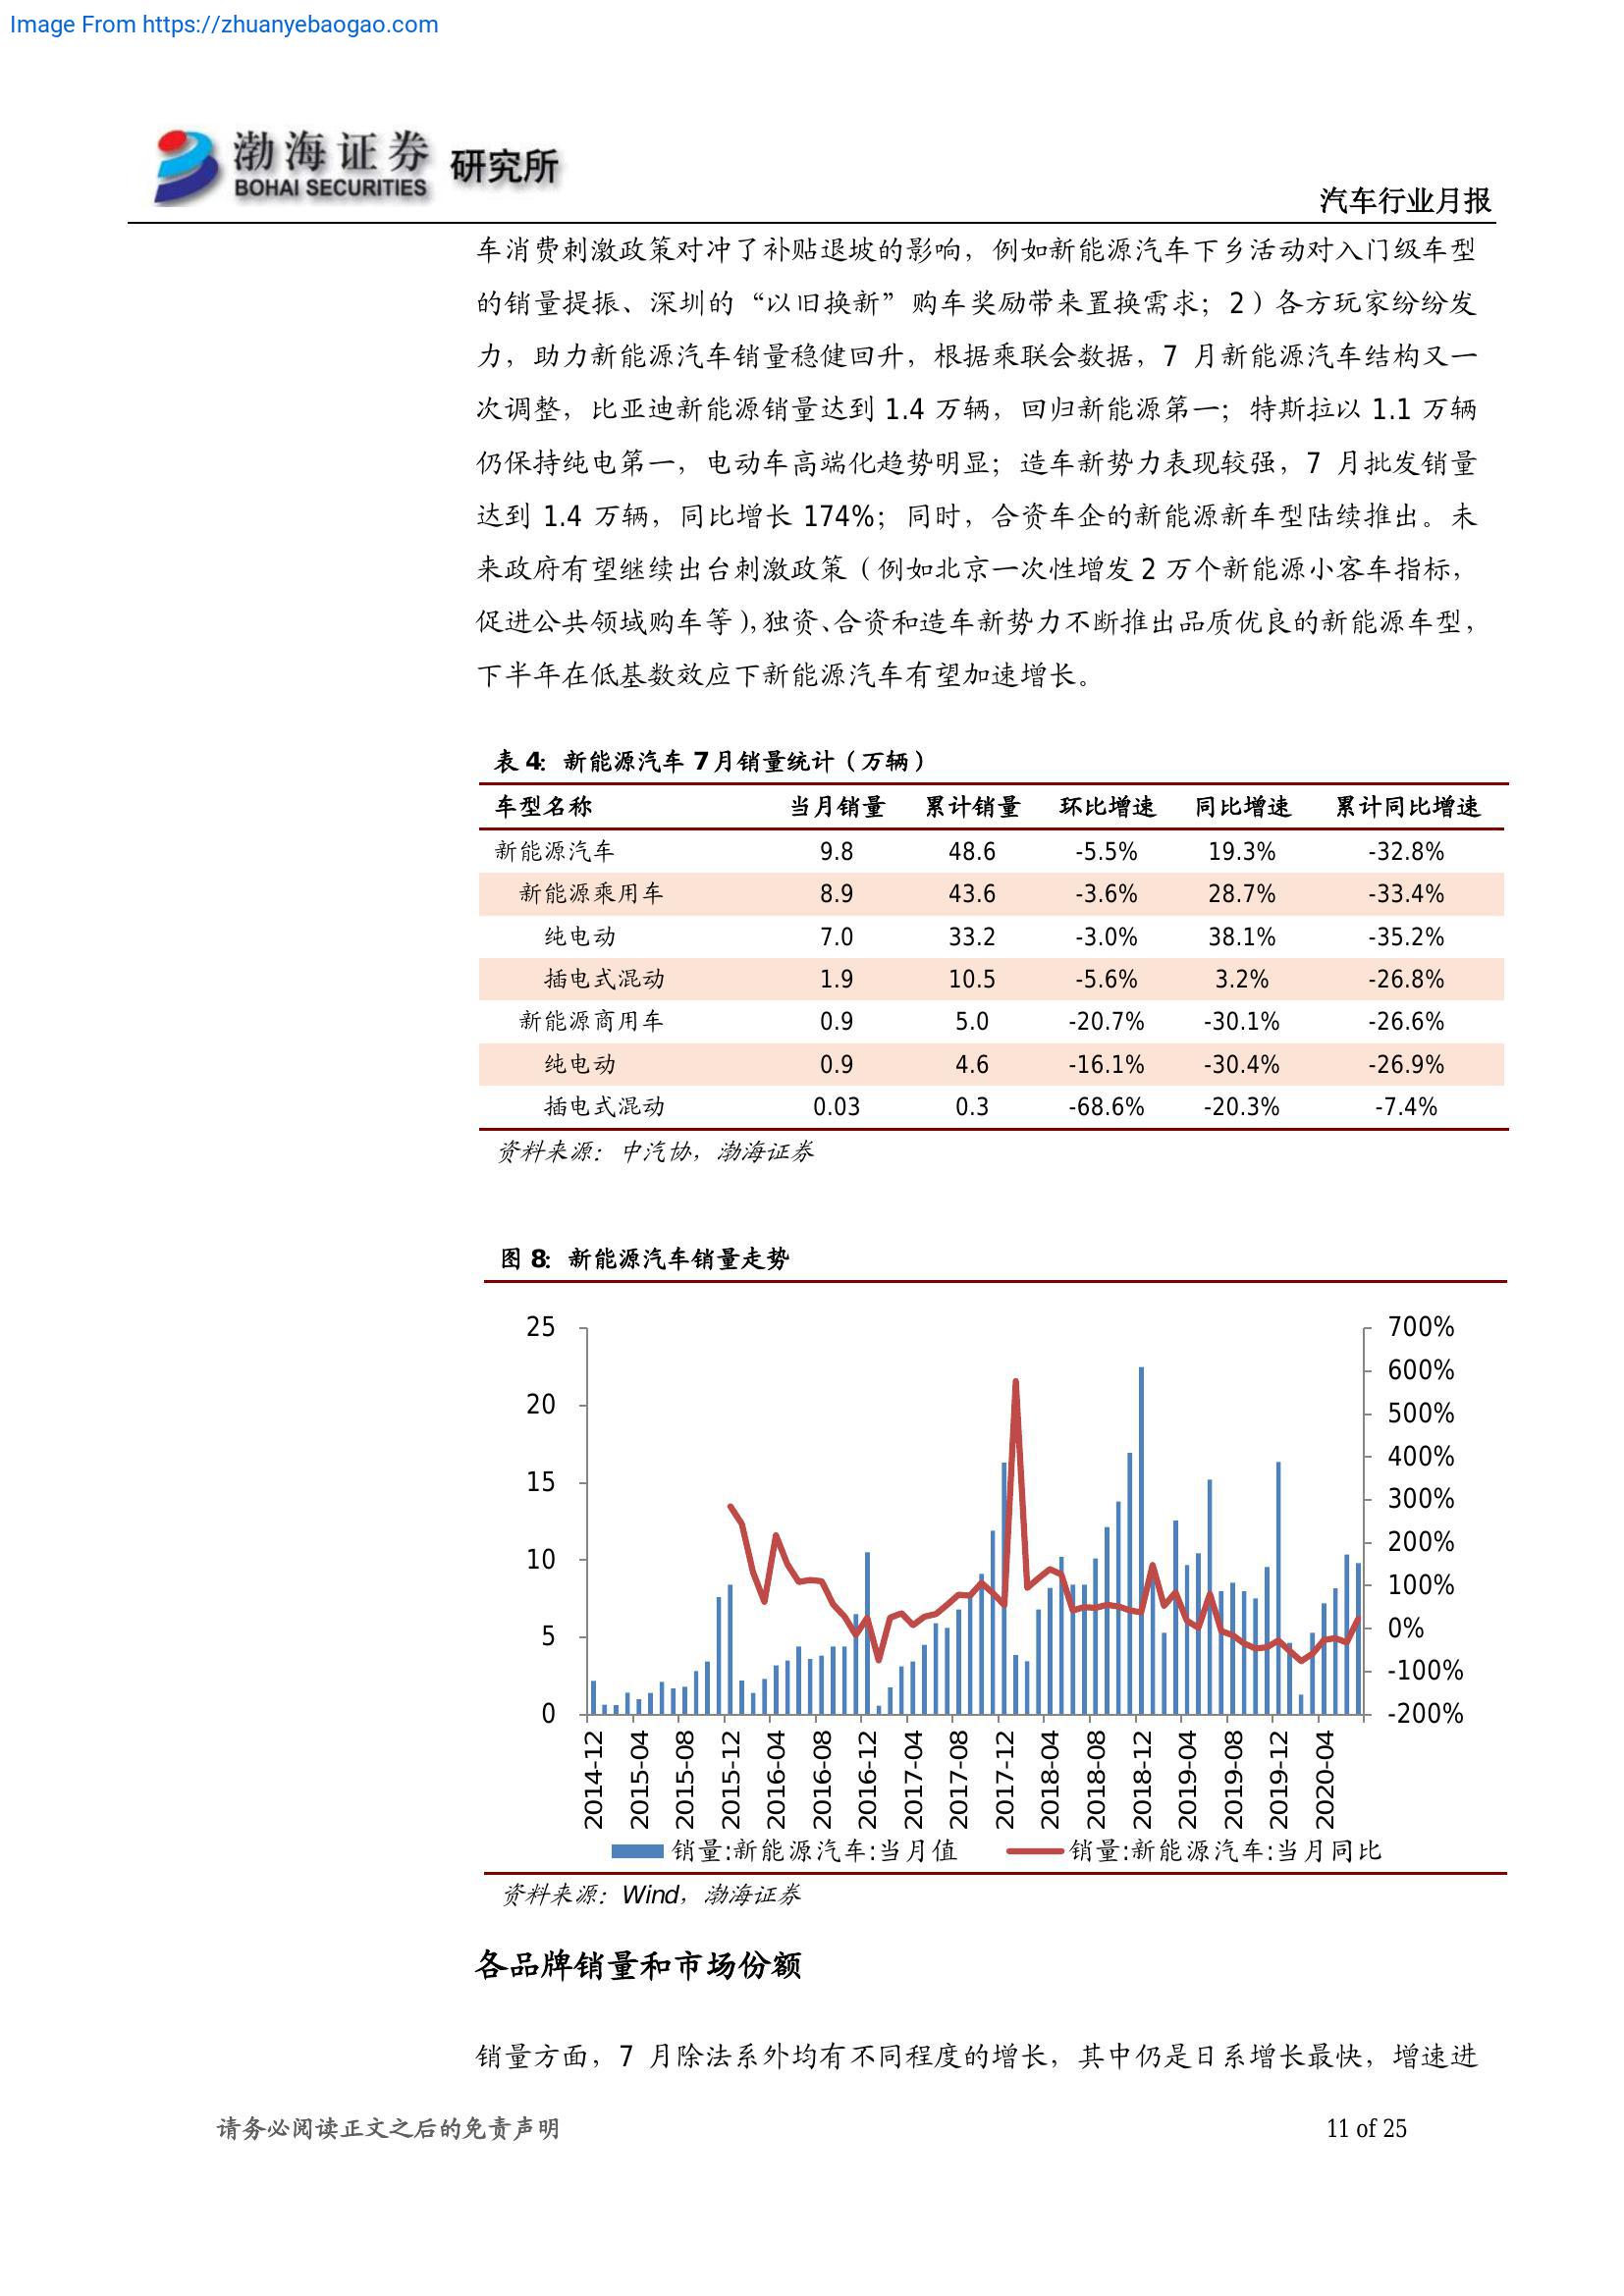 Image From https://zhuanyebaogao.com
渤海证券 研究所
BOHAI SECURITIES
汽车行业月报
车消费刺激政策对冲了补贴退坡的影响，例如新能源汽车下乡活动对入门级车型
的销量提振、深圳的“以旧换新”购车奖励带来置换需求；2）各方玩家纷纷发
力，助力新能源汽车销量稳健回升，根据乘联会数据，7 月新能源汽车结构又一
次调整，比亚迪新能源销量达到 1.4 万辆，回归新能源第一；特斯拉以 1.1 万辆
仍保持纯电第一，电动车高端化趋势明显；造车新势力表现较强，7 月批发销量
达到 1.4 万辆，同比增长 174%；同时，合资车企的新能源新车型陆续推出。未
来政府有望继续出台刺激政策（例如北京一次性增发 2 万个新能源小客车指标，
促进公共领域购车等），独资、合资和造车新势力不断推出品质优良的新能源车型，
下半年在低基数效应下新能源汽车有望加速增长。
表 4：新能源汽车 7 月销量统计（万辆）
车型名称 当月销量 累计销量 环比增速 同比增速 累计同比增速
新能源汽车 9.8 48.6 -5.5% 19.3% -32.8%
新能源乘用车 8.9 43.6 -3.6% 28.7% -33.4%
纯电动 7.0 33.2 -3.0% 38.1% -35.2%
插电式混动 1.9 10.5 -5.6% 3.2% -26.8%
新能源商用车 0.9 5.0 -20.7% -30.1% -26.6%
纯电动 0.9 4.6 -16.1% -30.4% -26.9%
插电式混动 0.03 0.3 -68.6% -20.3% -7.4%
资料来源：中汽协，渤海证券
图 8：新能源汽车销量走势
25 700%
600%
20 500%
400%
15 300%
200%
10 100%
5 0%
-100%
0 -200%
2014-12 2015-04 2015-08 2015-12 2016-04 2016-08 2016-12 2017-04 2017-08 2017-12 2018-04 2018-08 2018-12 2019-04 2019-08 2019-12 2020-04
销量:新能源汽车:当月值 销量:新能源汽车:当月同比
资料来源：Wind，渤海证券
各品牌销量和市场份额
销量方面，7 月除法系外均有不同程度的增长，其中仍是日系增长最快，增速进
请务必阅读正文之后的免责声明 11 of 25